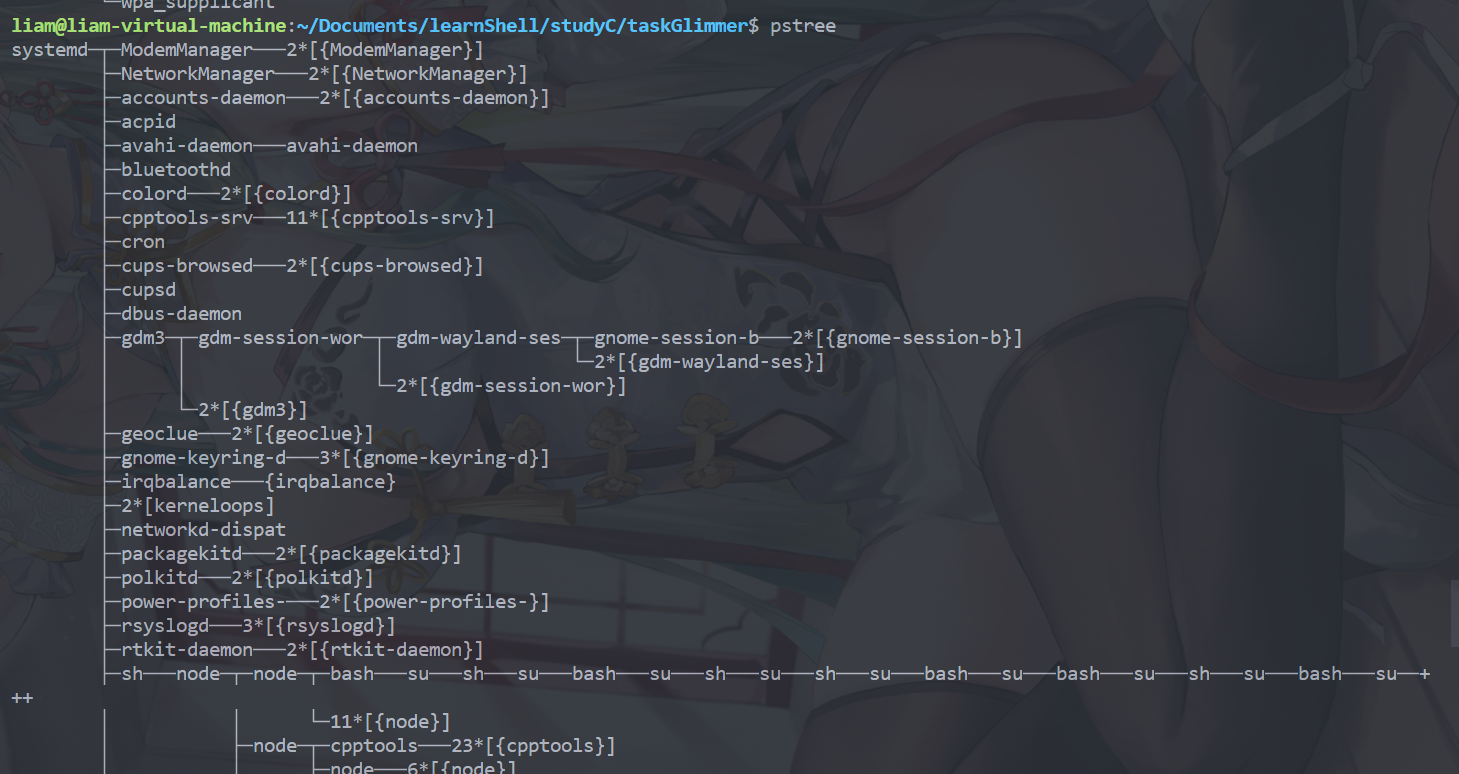 └─wpa_supplicant
liam@liam-virtual-machine:~/Documents/learnShell/studyC/taskGlimmer$ pstree
systemd─┬─ModemManager───2*[{ModemManager}]
├─NetworkManager───2*[{NetworkManager}]
├─accounts-daemon───2*[{accounts-daemon}]
├─acpid
├─avahi-daemon───avahi-daemon
├─bluetoothd
├─colord───2*[{colord}]
├─cpptools-srv───11*[{cpptools-srv}]
├─cron
├─cups-browsed───2*[{cups-browsed}]
├─cupsd
├─dbus-daemon
├─gdm3─┬─gdm-session-wor─┬─gdm-wayland-ses─┬─gnome-session-b───2*[{gnome-session-b}]
│      │                 │                 └─2*[{gdm-wayland-ses}]
│      │                 └─2*[{gdm-session-wor}]
│      └─2*[{gdm3}]
├─geoclue───2*[{geoclue}]
├─gnome-keyring-d───3*[{gnome-keyring-d}]
├─irqbalance───{irqbalance}
├─2*[kerneloops]
├─networkd-dispat
├─packagekitd───2*[{packagekitd}]
├─polkitd───2*[{polkitd}]
├─power-profiles-───2*[{power-profiles-}]
├─rsyslogd───3*[{rsyslogd}]
├─rtkit-daemon───2*[{rtkit-daemon}]
├─sh───node─┬─node─┬─bash───su───sh───su───bash───su───sh───su───sh───su───bash───su───bash───su───sh───su───bash───su──+
++
│           │      └─11*[{node}]
│           ├─node─┬─cpptools───23*[{cpptools}]
│           │      ├─node───6*[{node}]